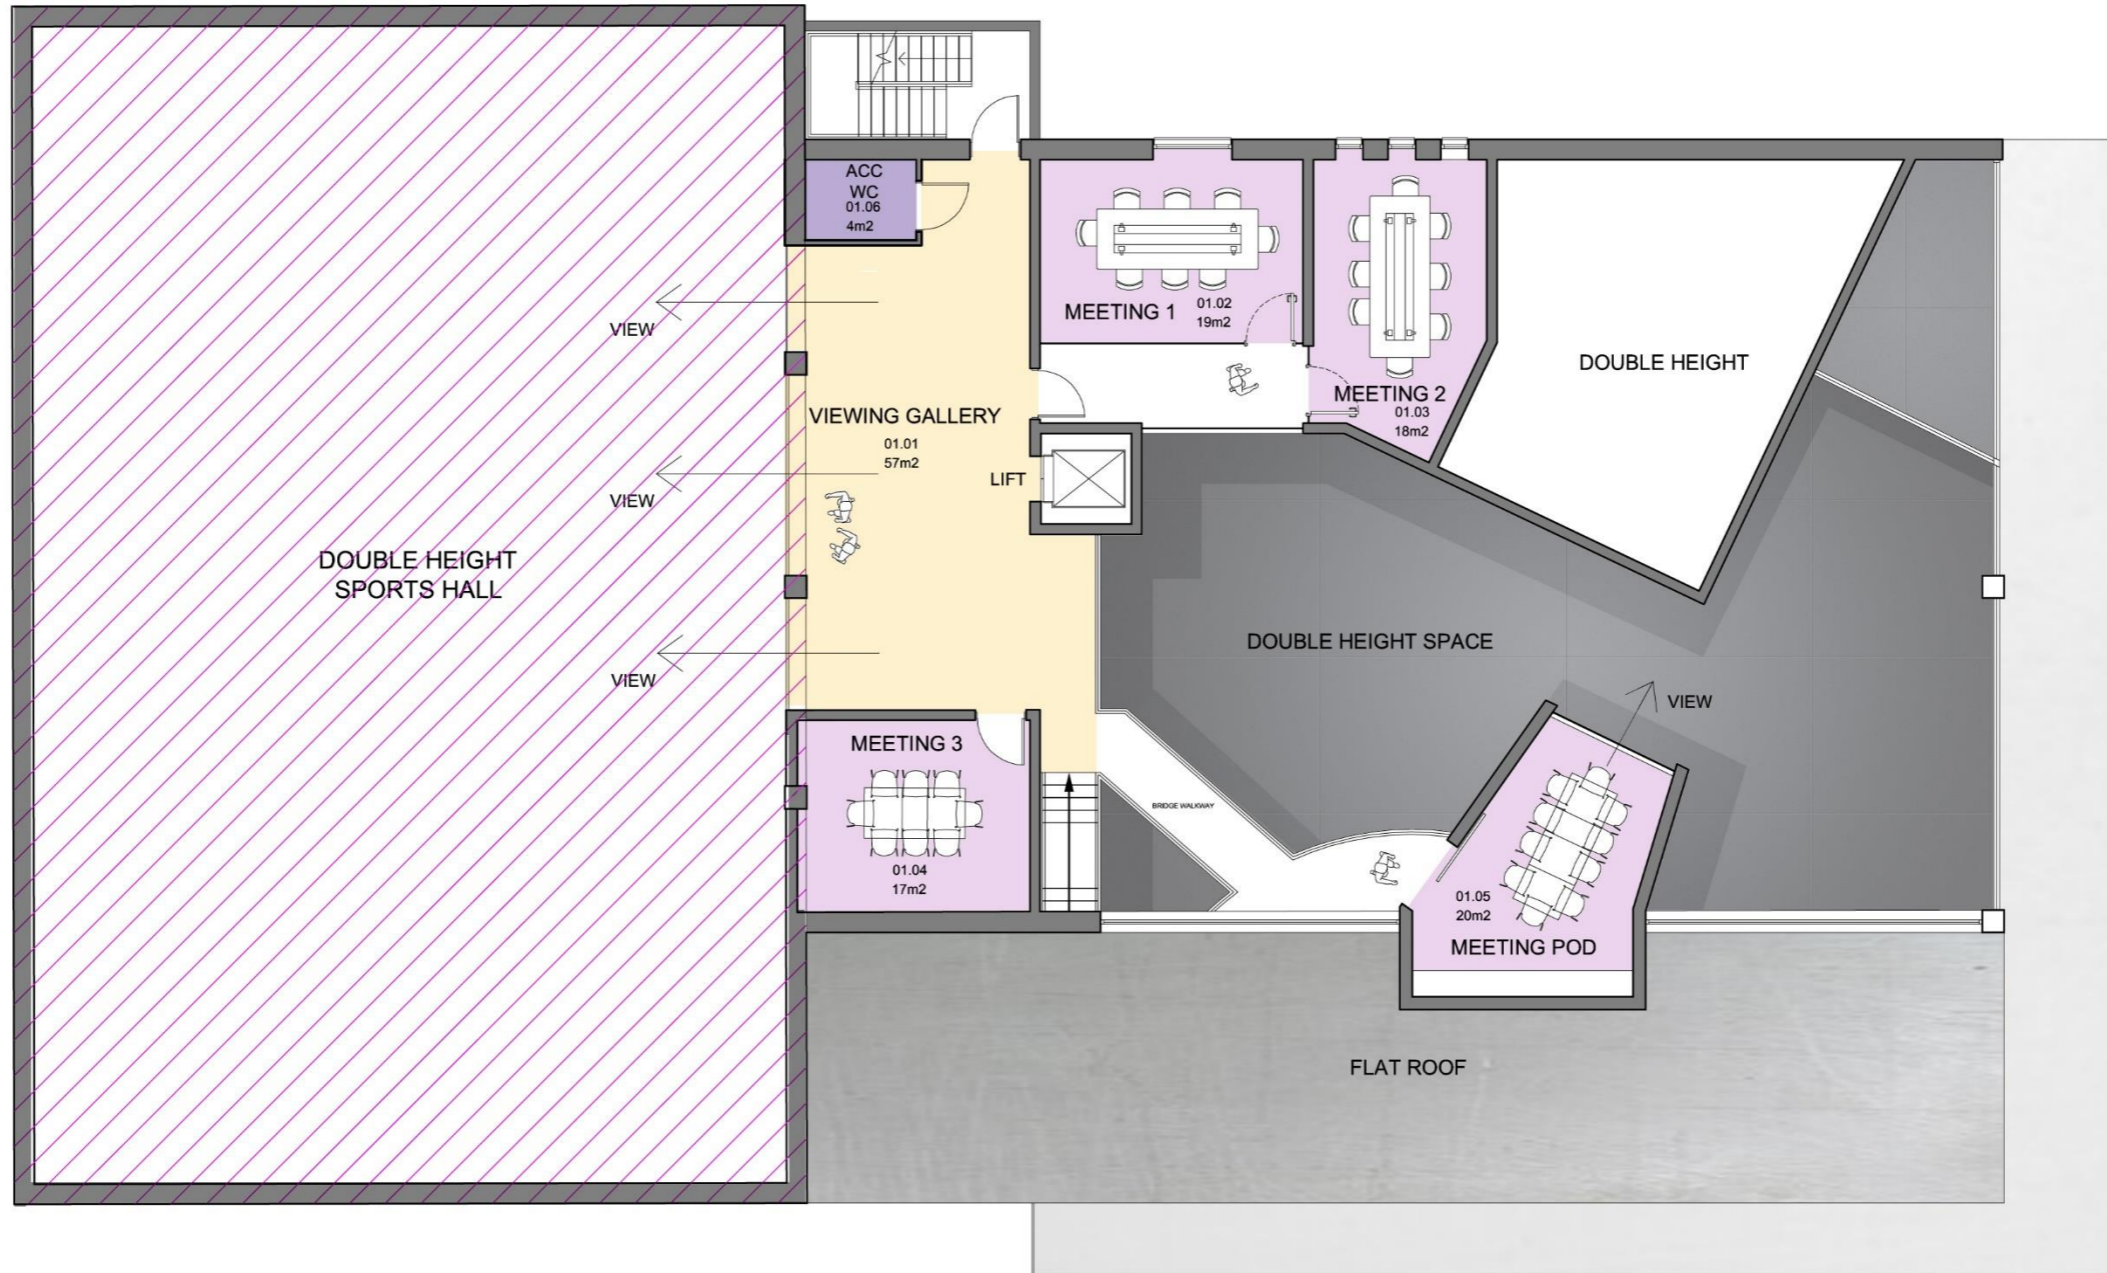 ACC
WC
01.06
4m2
MEETING 1
01.02
19m2
MEETING 2
01.03
18m2
DOUBLE HEIGHT
VIEW
VIEWING GALLERY
01.01
57m2
LIFT
VIEW
DOUBLE HEIGHT
SPORTS HALL
DOUBLE HEIGHT SPACE
VIEW
VIEW
MEETING 3
01.04
17m2
BRIDGE WALKWAY
01.05
20m2
MEETING POD
FLAT ROOF